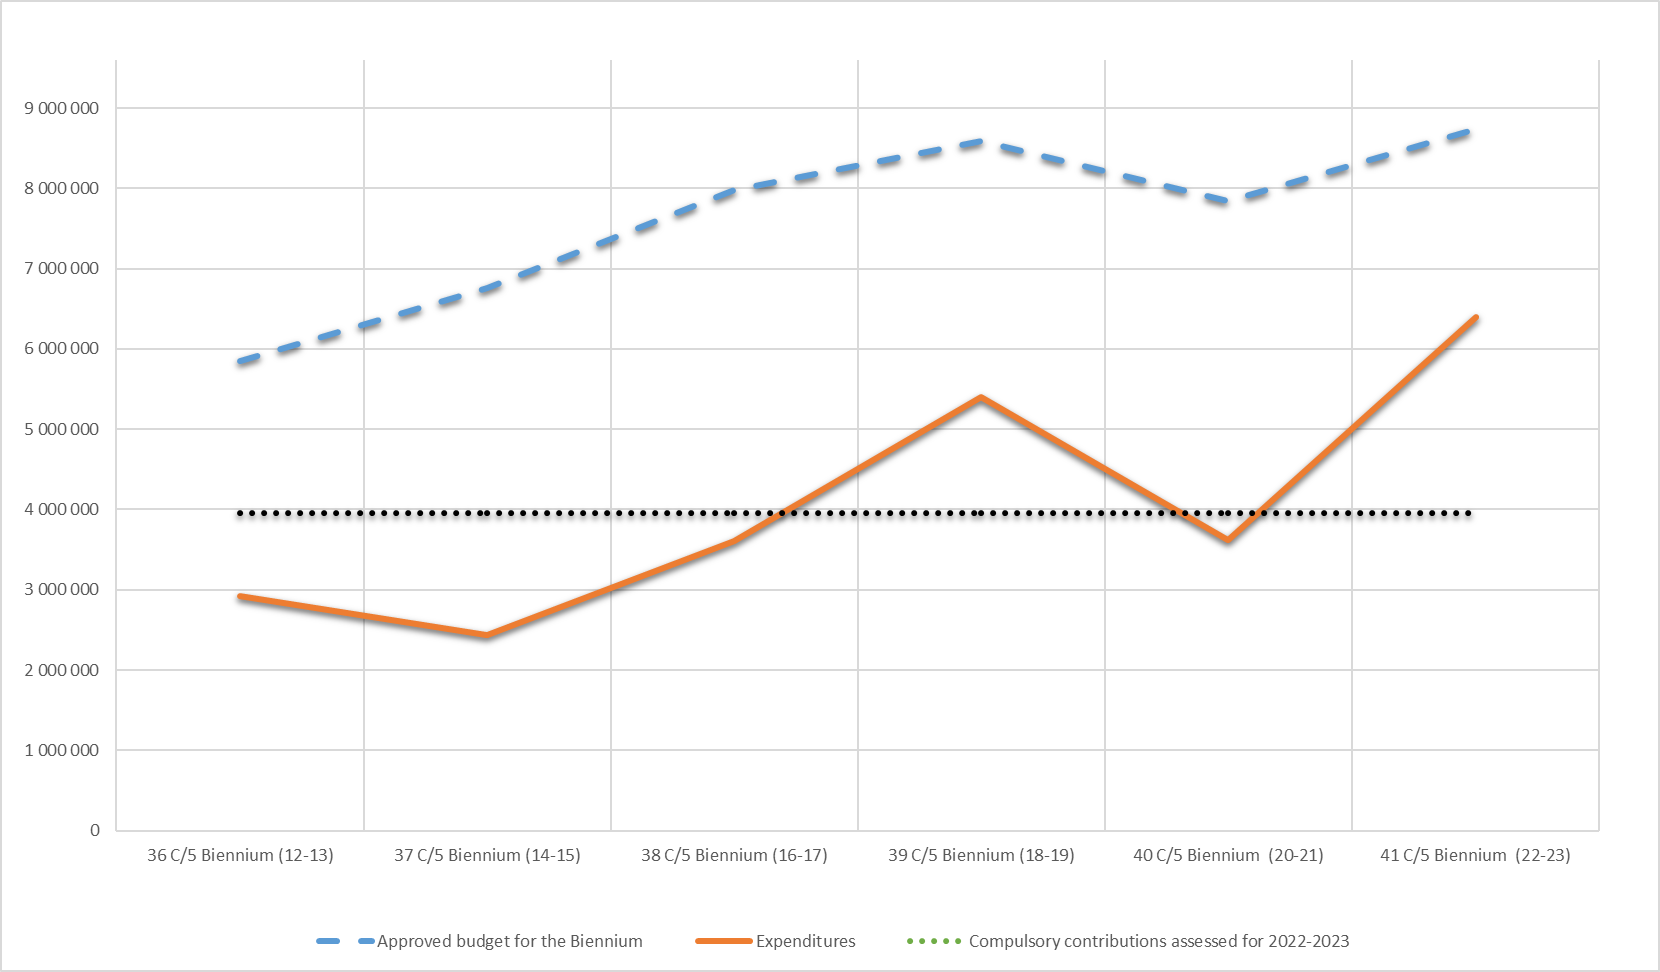 9 000 000
8 000 000
7 000 000
6 000 000
5 000 000
4 000 000
3 000 000
2 000 000
1 000 000
0
36 C/5 Biennium (12-13) 37 C/5 Biennium (14-15) 38 C/5 Biennium (16-17) 39 C/5 Biennium (18-19) 40 C/5 Biennium (20-21) 41 C/5 Biennium (22-23)
Approved budget for the Biennium Expenditures Compulsory contributions assessed for 2022-2023